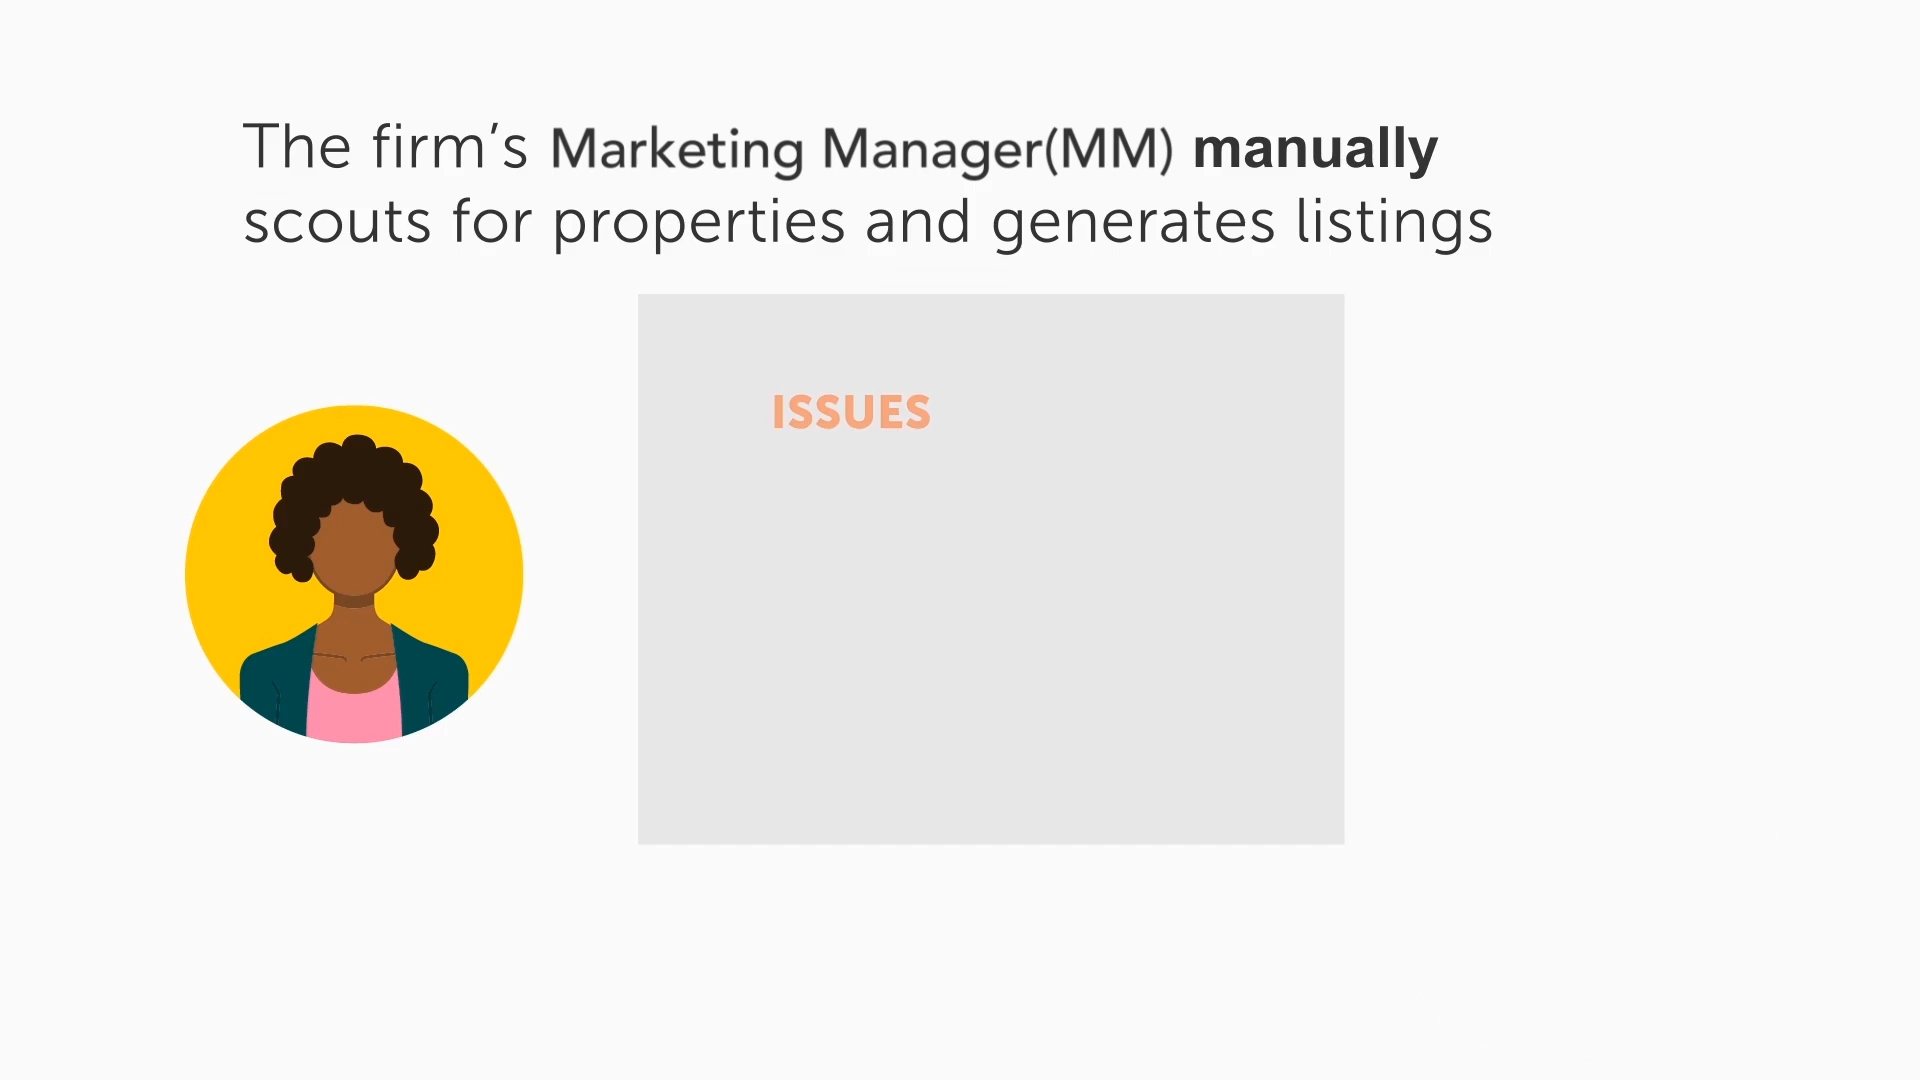 The firm’s Marketing Manager(MM) manually
scouts for properties and generates listings
ISSUES